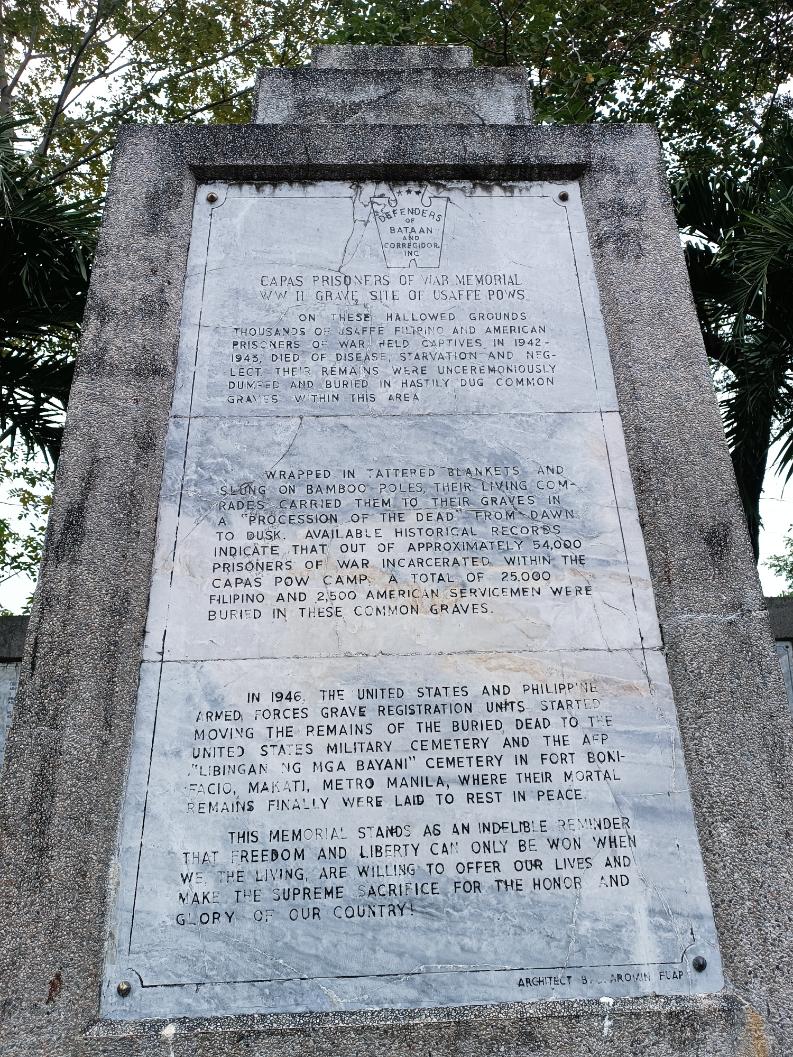 DEFENDERS
OF
BATAAN
AND
CORREGIDOR
INC
CAPAS PRISONERS OF WAR MEMORIAL
WW II GRAVE SITE OF USAFFE POWS
ON THESE HALLOWED GROUNDS
THOUSANDS OF USAFFE FILIPINO AND AMERICAN
PRISONERS OF WAR, HELD CAPTIVES IN 1942-
1943, DIED OF DISEASE, STARVATION AND NEG-
LECT THEIR REMAINS WERE UNCEREMONIOUSLY
DUMPED AND BURIED IN HASTILY DUG COMMON
GRAVES WITHIN THIS AREA
WRAPPED IN TATTERED BLANKETS AND
SLUNG ON BAMBOO POLES, THEIR LIVING COM-
RADES CARRIED THEM TO THEIR GRAVES IN
A "PROCESSION OF THE DEAD" FROM DAWN
TO DUSK. AVAILABLE HISTORICAL RECORDS
INDICATE THAT OUT OF APPROXIMATELY 54,000
PRISONERS OF WAR INCARCERATED WITHIN THE
CAPAS POW CAMP, A TOTAL OF 25,000
FILIPINO AND 2,500 AMERICAN SERVICEMEN WERE
BURIED IN THESE COMMON GRAVES.
IN 1946, THE UNITED STATES AND PHILIPPINE
ARMED FORCES GRAVE REGISTRATION UNITS STARTED
MOVING THE REMAINS OF THE BURIED DEAD TO THE
UNITED STATES MILITARY CEMETERY AND THE AFP
"LIBINGAN NG MGA BAYANI" CEMETERY IN FORT BONI-
FACIO, MAKATI, METRO MANILA, WHERE THEIR MORTAL
REMAINS FINALLY WERE LAID TO REST IN PEACE.
THIS MEMORIAL STANDS AS AN INDELIBLE REMINDER
THAT FREEDOM AND LIBERTY CAN ONLY BE WON WHEN
WE, THE LIVING, ARE WILLING TO OFFER OUR LIVES AND
MAKE THE SUPREME SACRIFICE FOR THE HONOR AND
GLORY OF OUR COUNTRY!
ARCHITECT FUAP